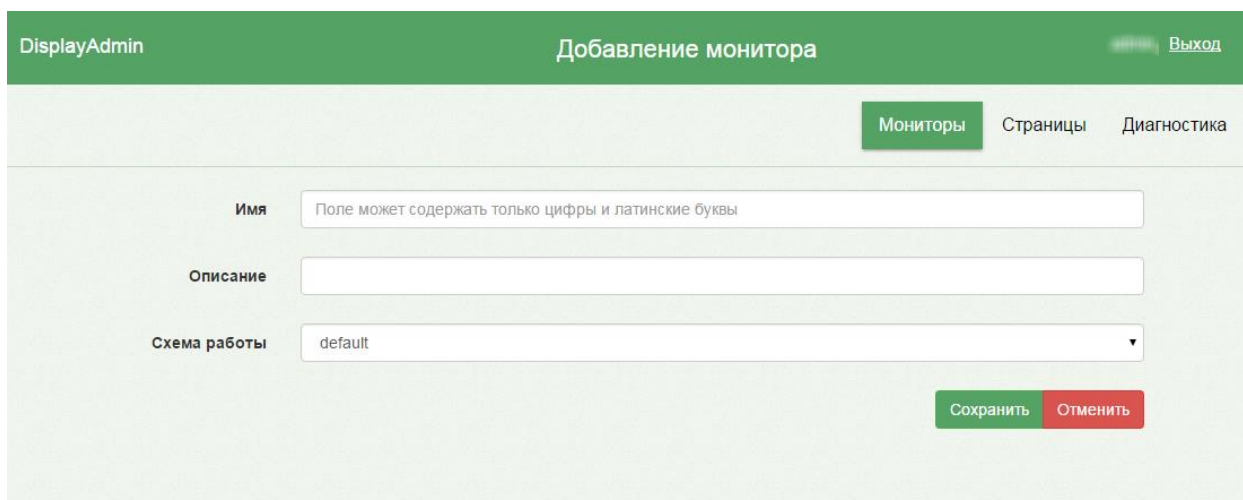 DisplayAdmin
Добавление монитора
Выход
Мониторы
Страницы
Диагностика
Имя
Поле может содержать только цифры и латинские буквы
Описание
Схема работы
default
Сохранить
Отменить